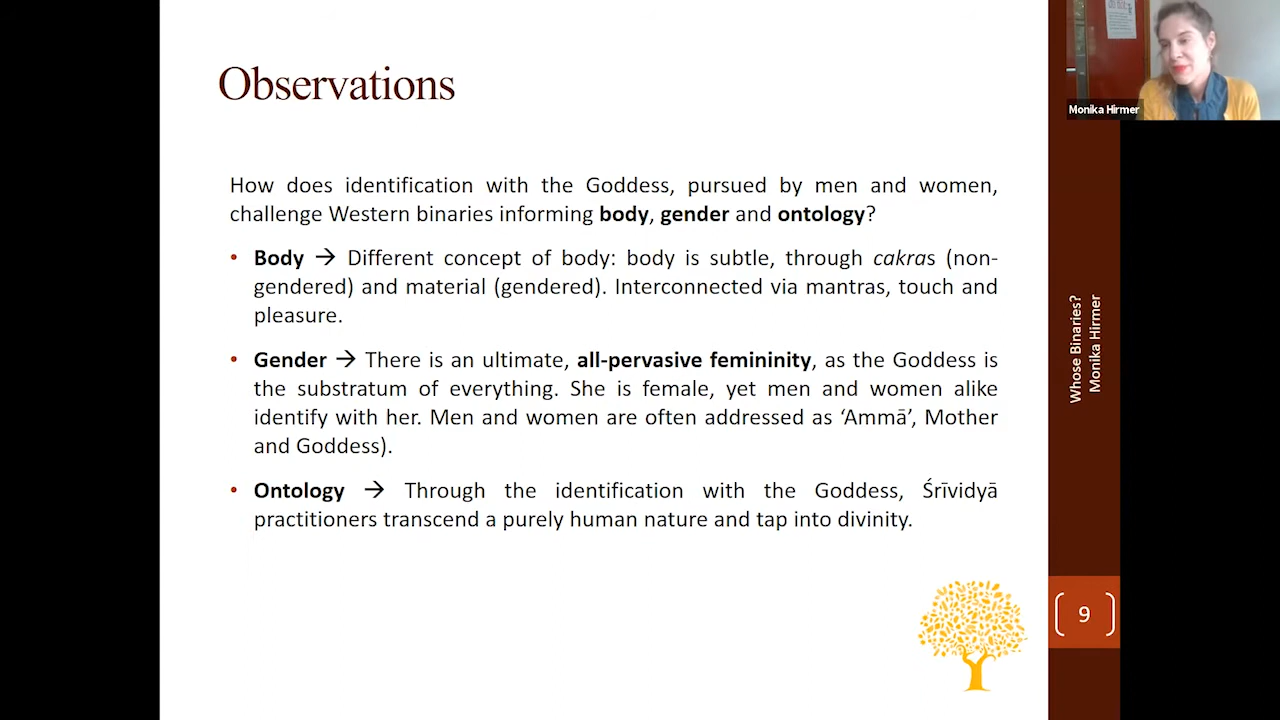 Observations
How does identification with the Goddess, pursued by men and women,
challenge Western binaries informing body, gender and ontology?
• Body → Different concept of body: body is subtle, through cakras (non-
gendered) and material (gendered). Interconnected via mantras, touch and
pleasure.
• Gender → There is an ultimate, all-pervasive femininity, as the Goddess is
the substratum of everything. She is female, yet men and women alike
identify with her. Men and women are often addressed as ‘Ammā’, Mother
and Goddess).
• Ontology → Through the identification with the Goddess, Śrīvidyā
practitioners transcend a purely human nature and tap into divinity.
Monika Hirmer
Whose Binaries?
Monika Hirmer
9